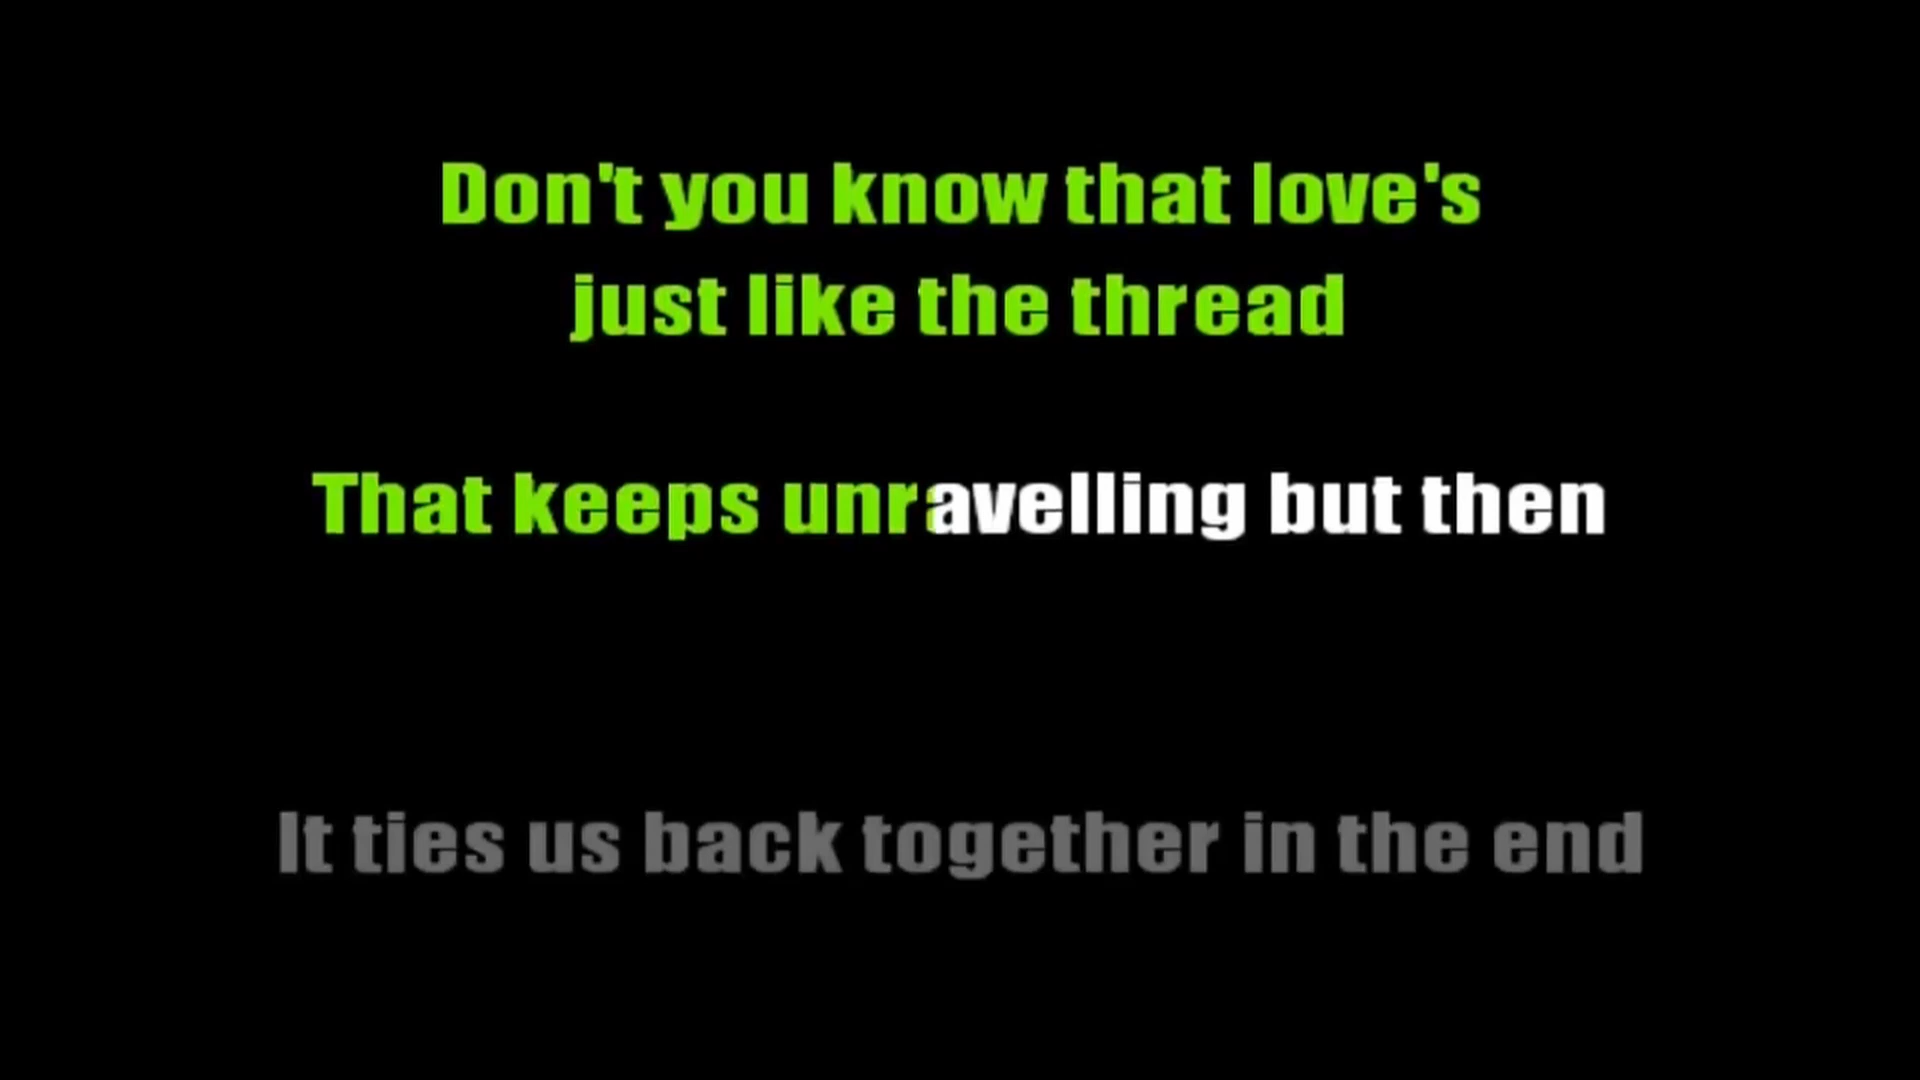 Don't you know that love's
just like the thread
That keeps unravelling but then
It ties us back together in the end